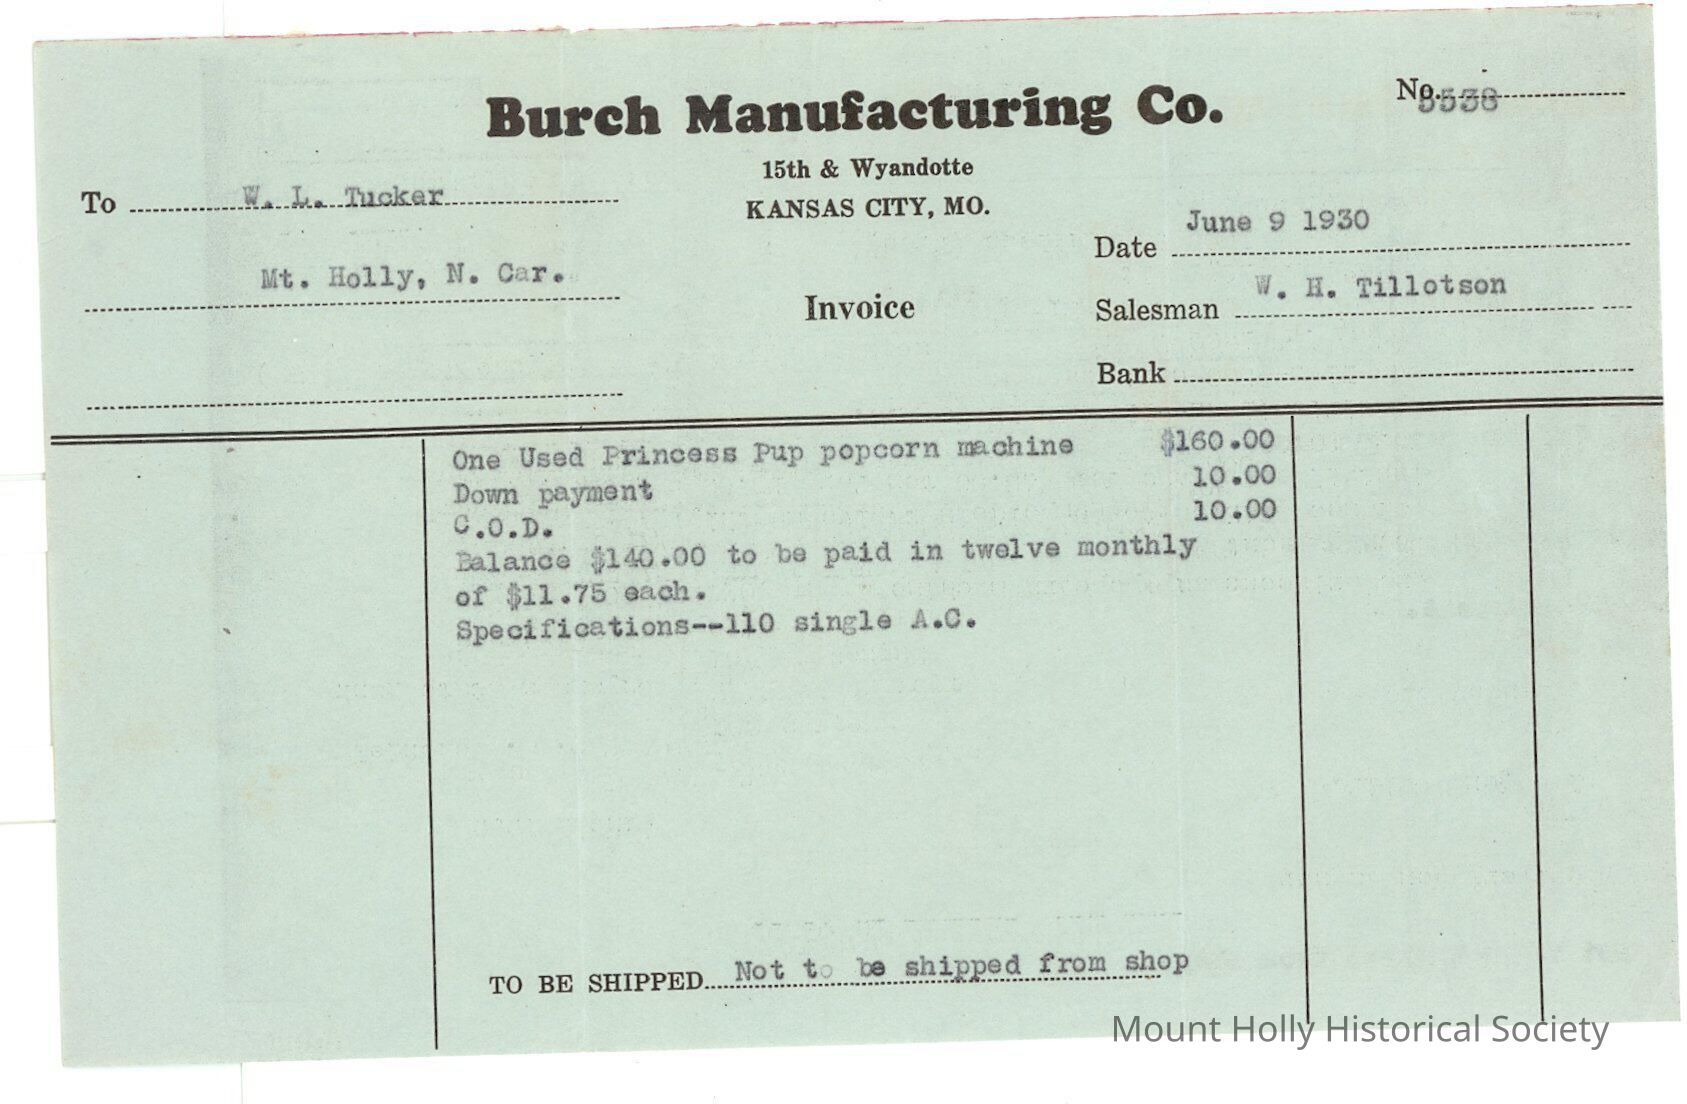 Burch Manufacturing Co.
No. 5538
15th & Wyandotte
KANSAS CITY, MO.
To W. L. Tucker
Mt. Holly, N. Car.
Invoice
Date June 9 1930
Salesman W. H. Tillotson
Bank
One Used Princess Pup popcorn machine $160.00
Down payment 10.00
C.O.D. 10.00
Balance $140.00 to be paid in twelve monthly
of $11.75 each.
Specifications--110 single A.C.
TO BE SHIPPED Not to be shipped from shop
Mount Holly Historical Society